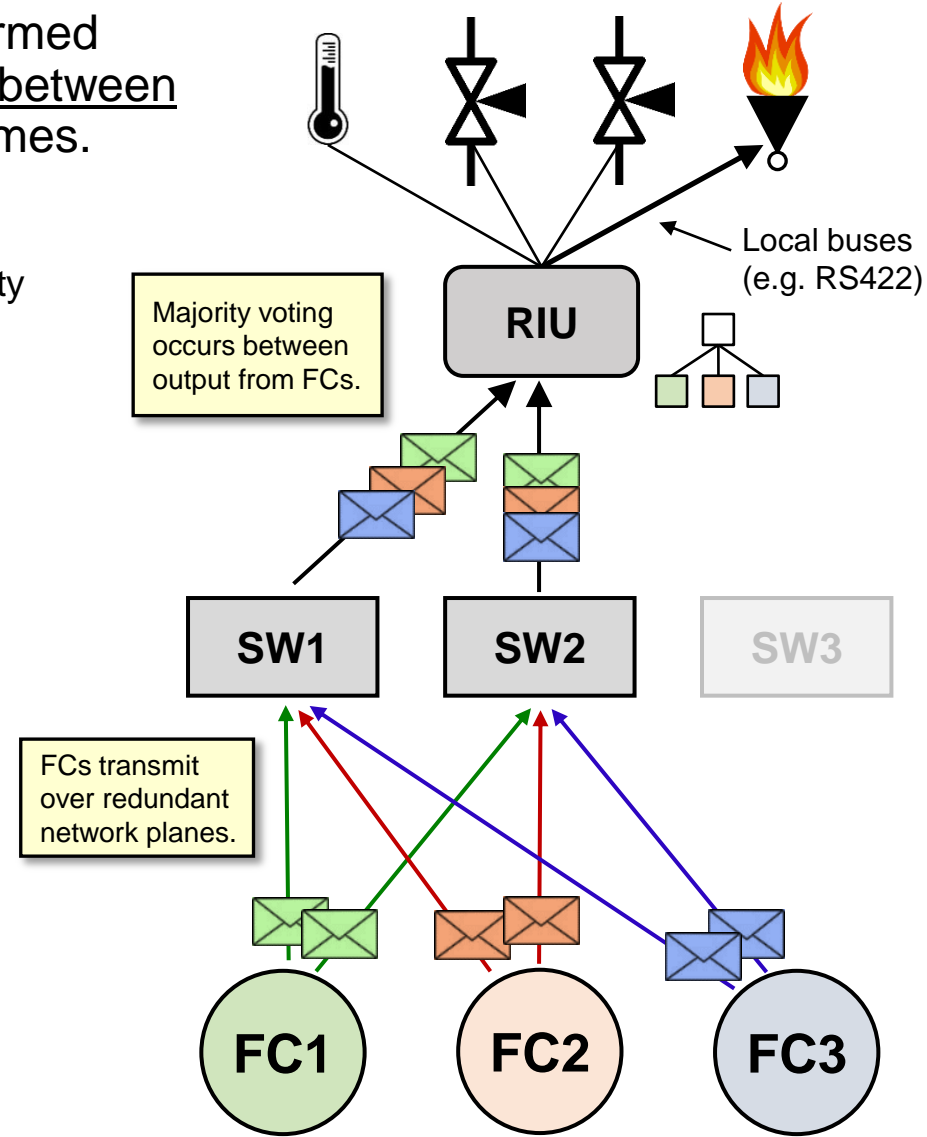 rmed
between
mes.
ty
Local buses
(e.g. RS422)
Majority voting
occurs between
output from FCs.
RIU
SW1
SW2
SW3
FCs transmit
over redundant
network planes.
FC1
FC2
FC3